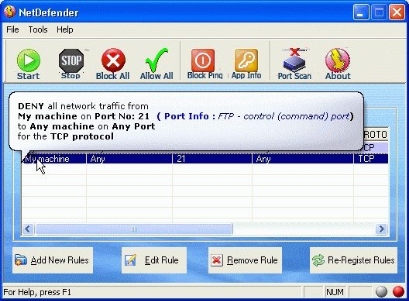 NetDefender
File Tools Help
Start Stop Block All Allow All Block Ping App Info Port Scan About
DENY all network traffic from
My machine on Port No: 21 ( Port Info : FTP - control (command) port)
to Any machine on Any Port
for the TCP protocol
PROTO
TCP
My machine Any 21 Any TCP
Add New Rules Edit Rule Remove Rule Re-Register Rules
For Help, press F1 NUM